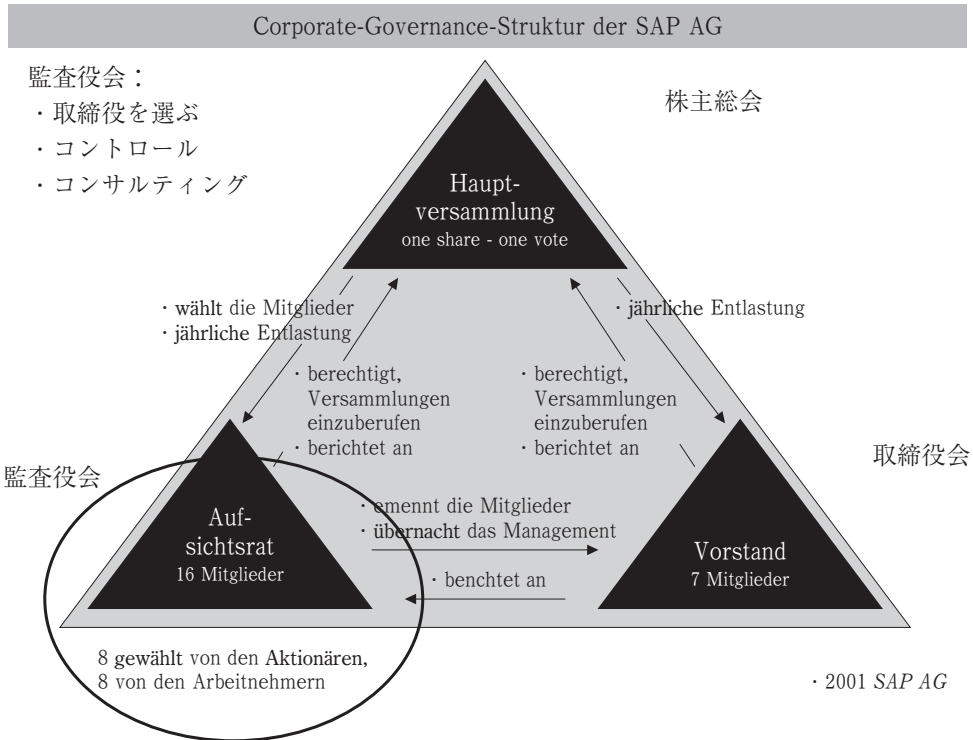 Corporate-Governance-Struktur der SAP AG
監査役会：
・取締役を選ぶ
・コントロール
・コンサルティング
株主総会
Haupt-
versammlung
one share - one vote
・wählt die Mitglieder
・jährliche Entlastung
・jährliche Entlastung
・berechtigt,
Versammlungen
einzuberufen
・berichtet an
・berechtigt,
Versammlungen
einzuberufen
・berichtet an
監査役会
取締役会
Auf-
sichtsrat
16 Mitglieder
・emennt die Mitglieder
・übernacht das Management
・benchtet an
Vorstand
7 Mitglieder
8 gewählt von den Aktionären,
8 von den Arbeitnehmern
・2001 SAP AG